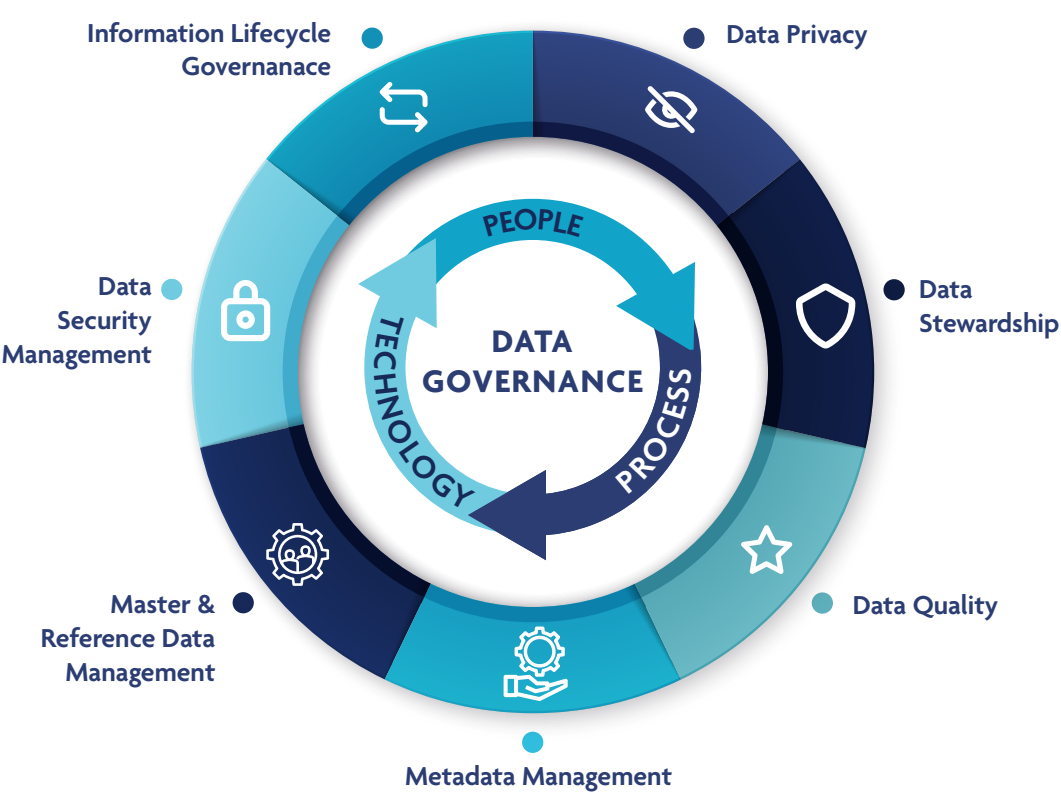 Information Lifecycle
Governanace
Data Privacy
Data
Stewardship
Data Quality
Metadata Management
Master &
Reference Data
Management
Data
Security
Management
PEOPLE
PROCESS
TECHNOLOGY
DATA
GOVERNANCE